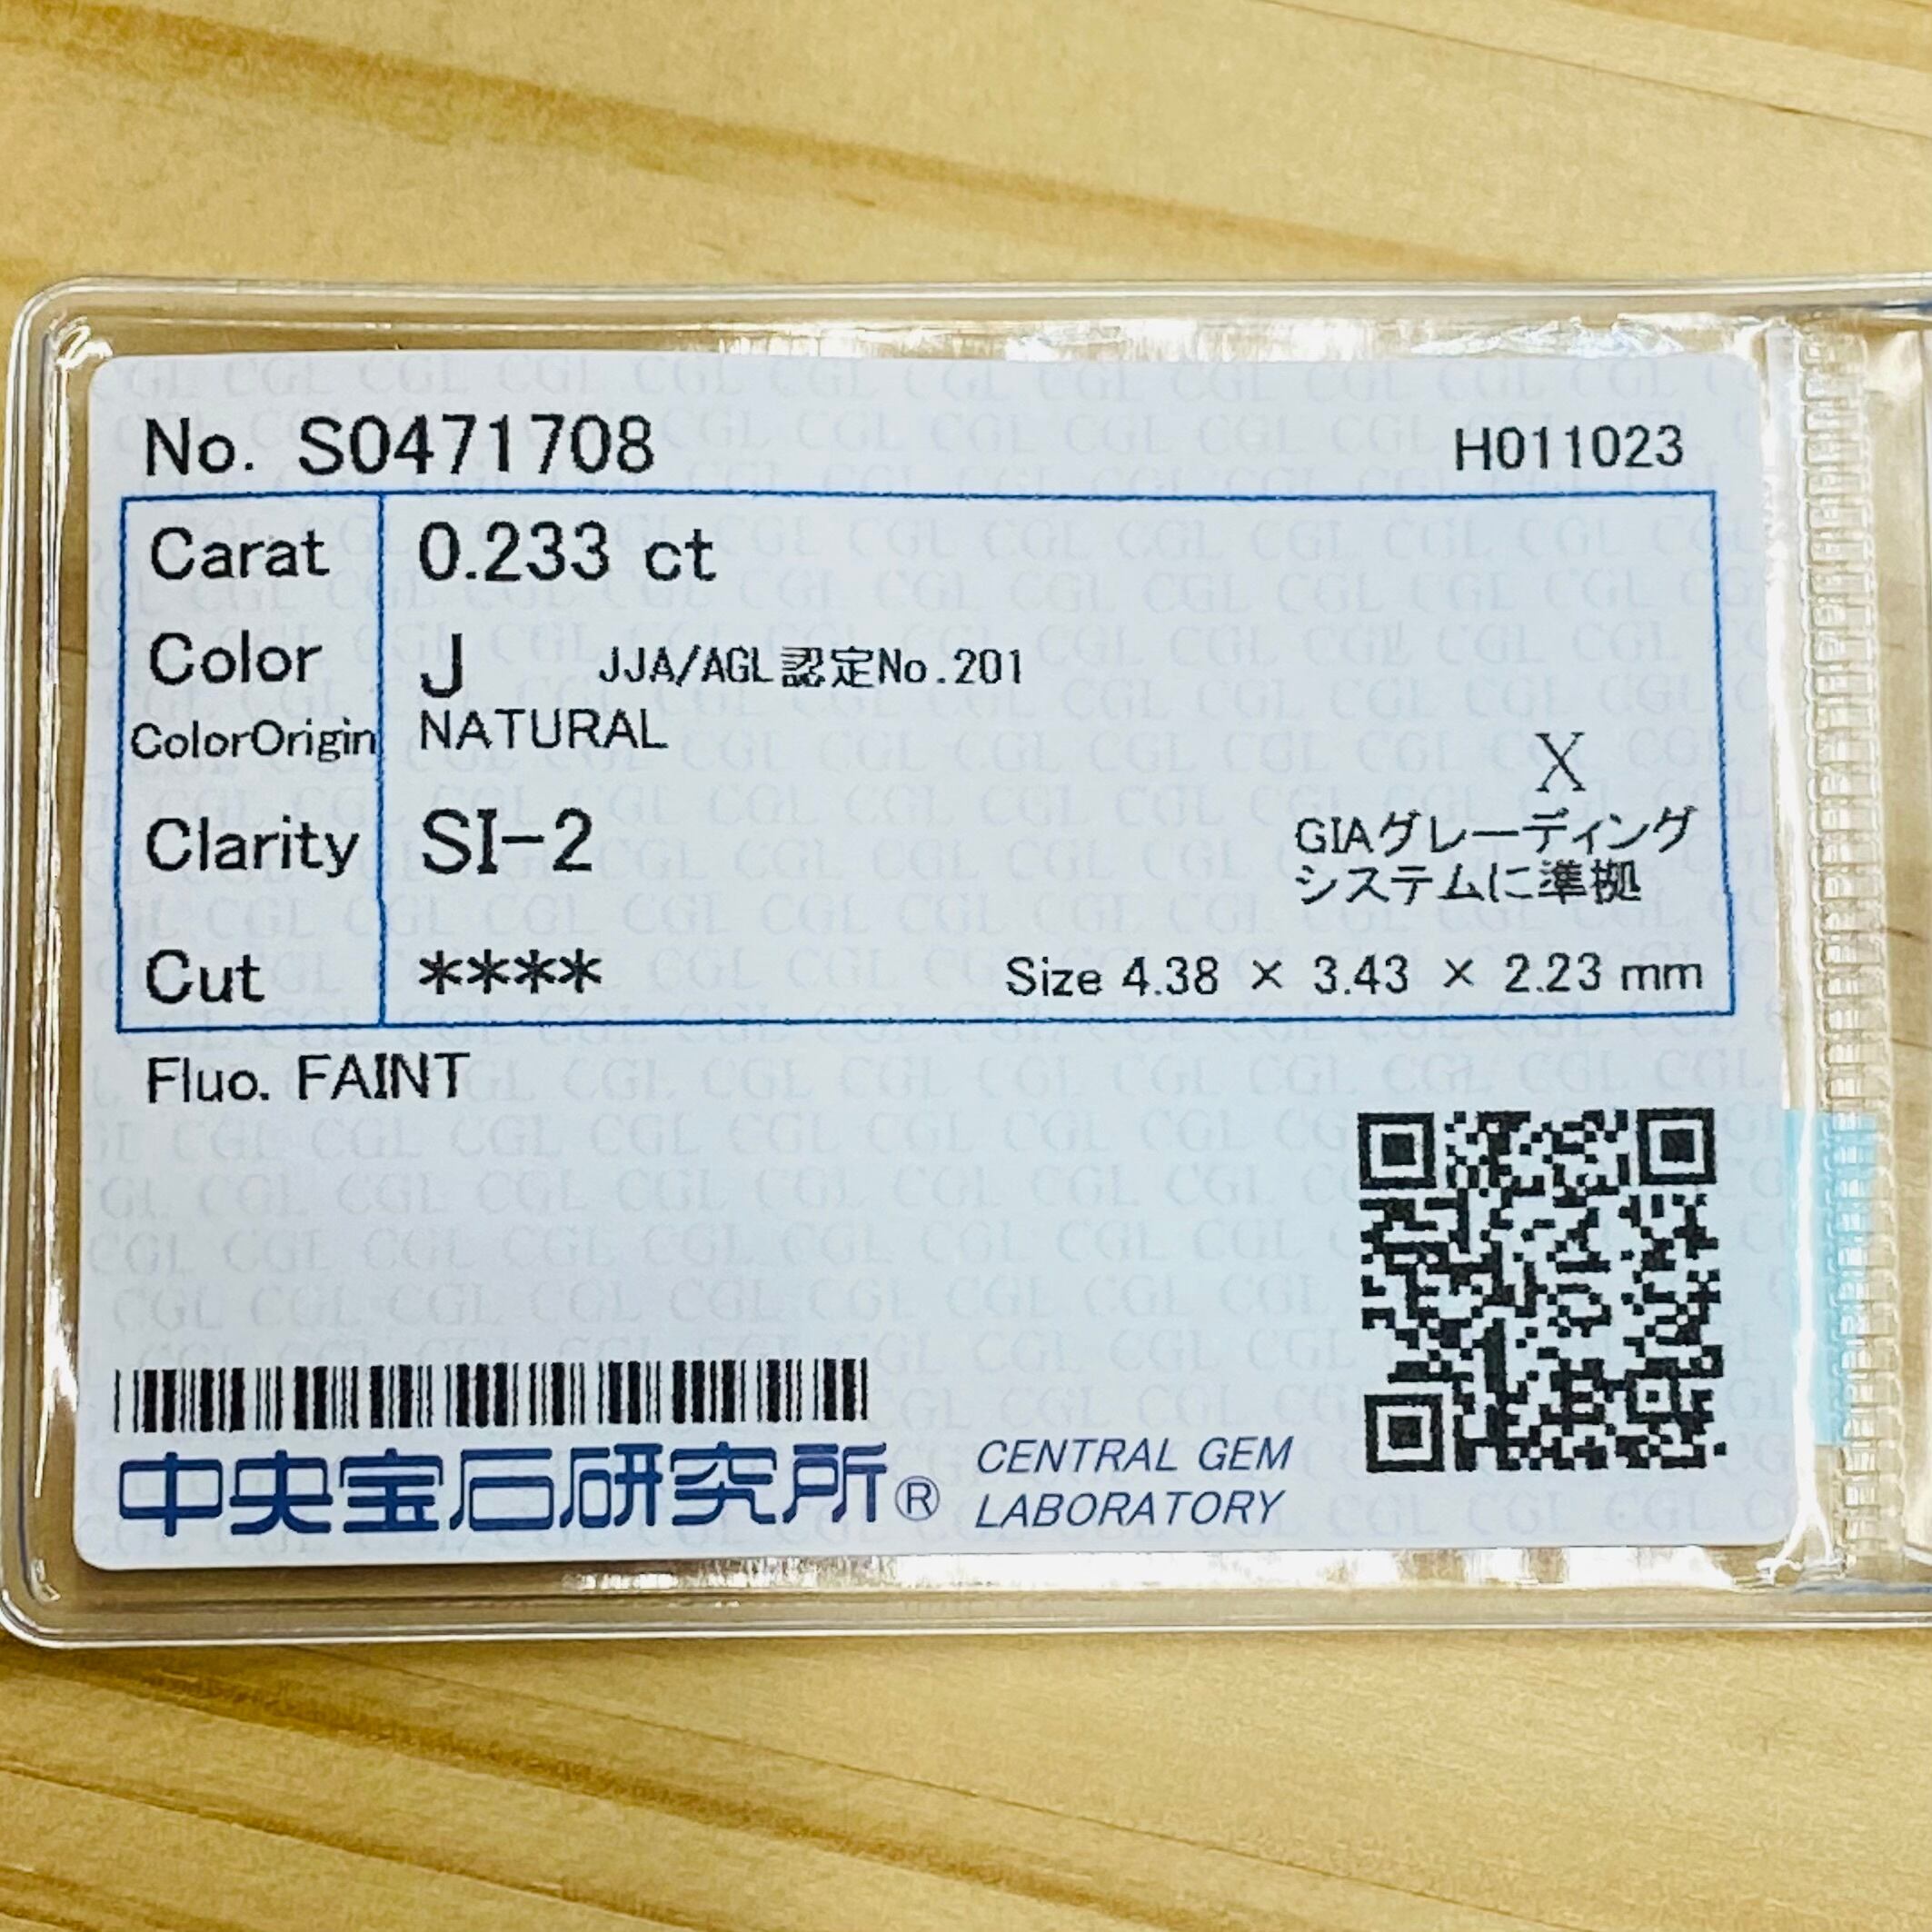 No. S0471708
H011023
Carat 0.233 ct
Color J JJA/AGL認定No.201
ColorOrigin NATURAL
X
Clarity SI-2
GIAグレーディング
システムに準拠
Cut **** Size 4.38 × 3.43 × 2.23 mm
Fluo. FAINT
中央宝石研究所® CENTRAL GEM
LABORATORY